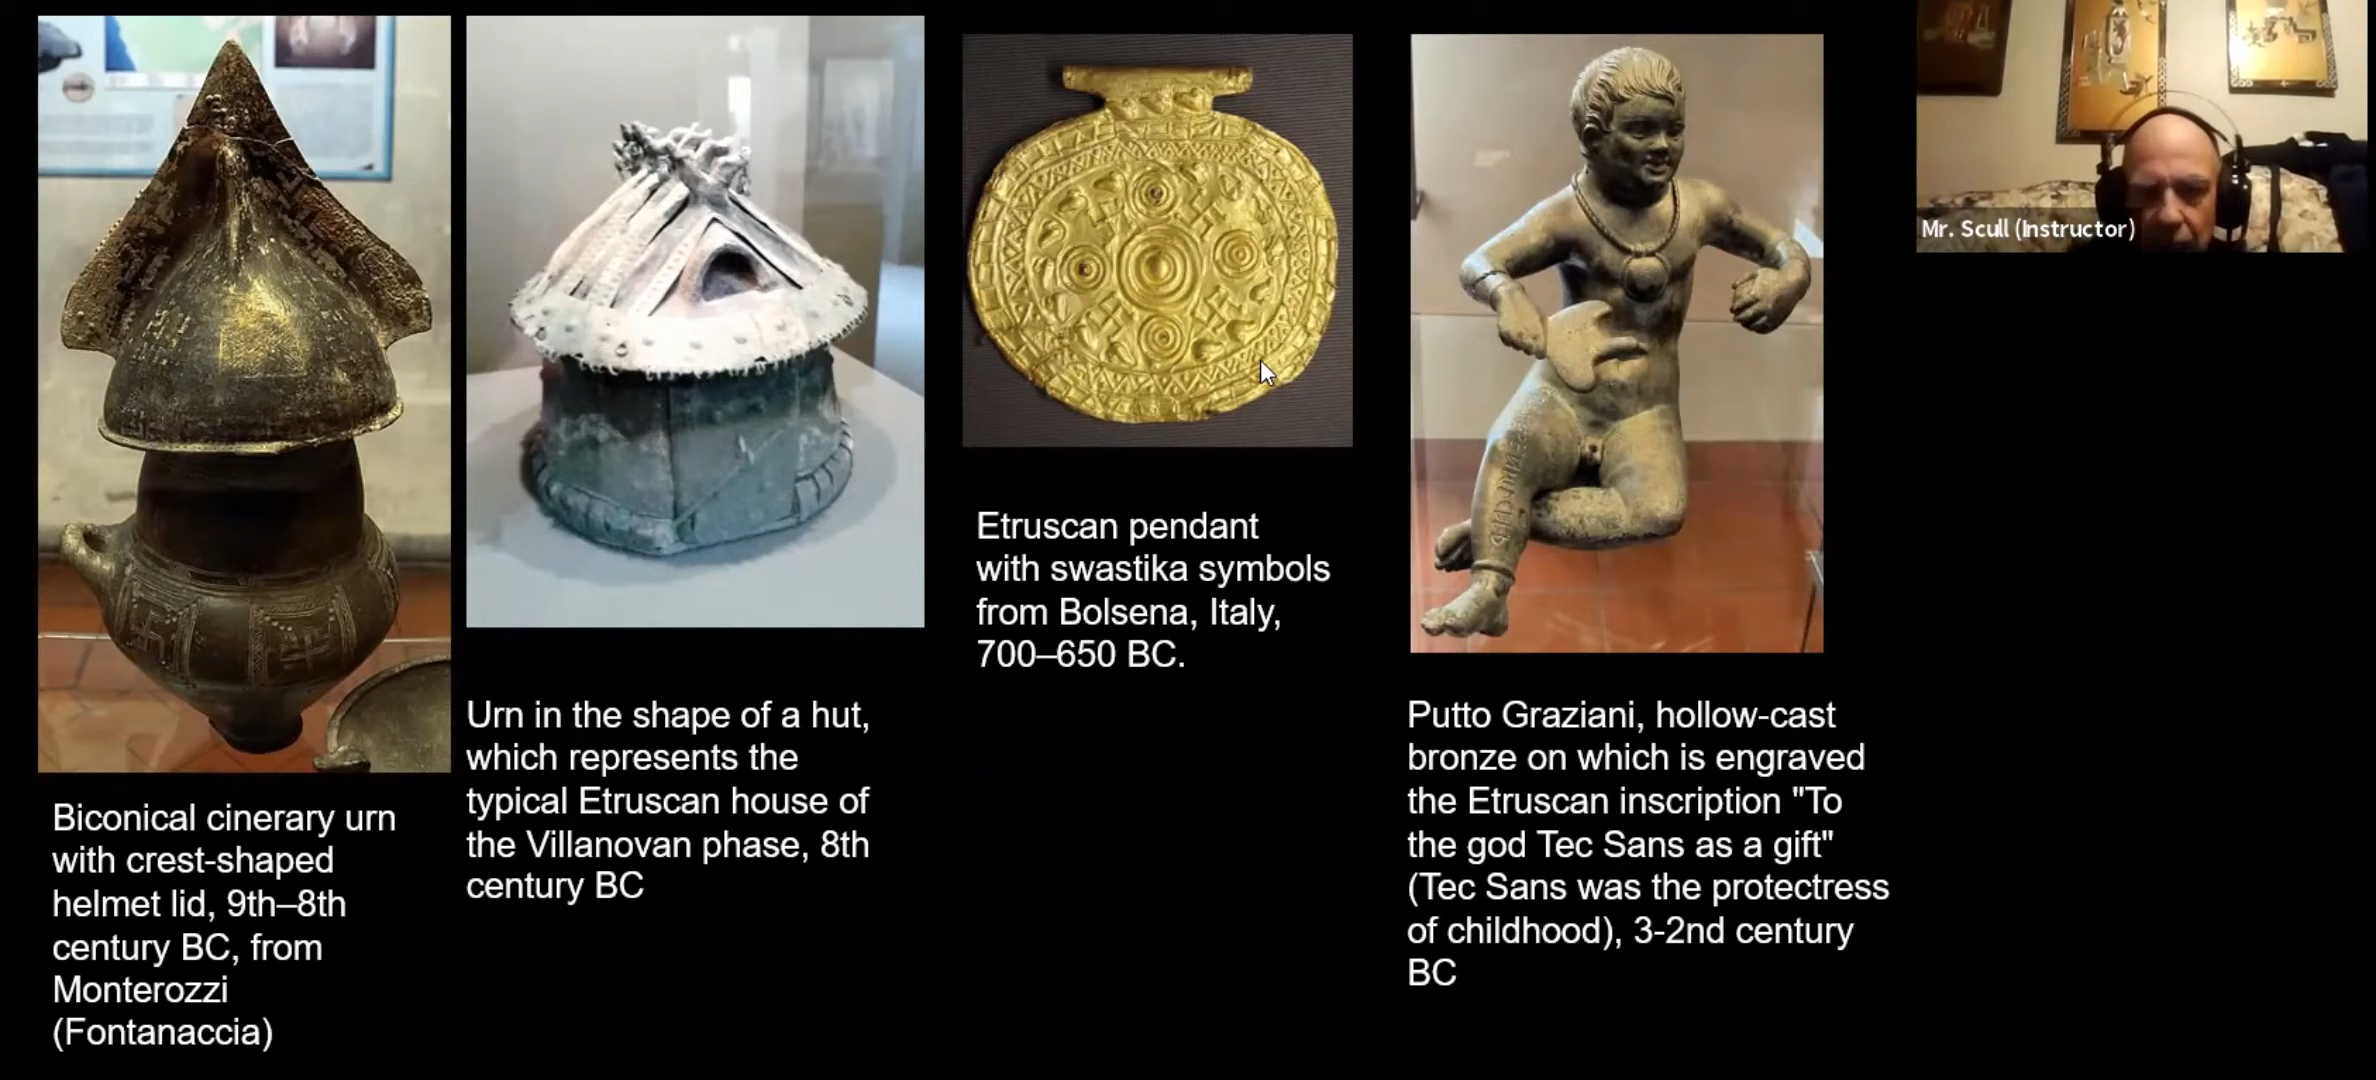 Mr. Scull (Instructor)
Biconical cinerary urn
with crest-shaped
helmet lid, 9th–8th
century BC, from
Monterozzi
(Fontanaccia)
Urn in the shape of a hut,
which represents the
typical Etruscan house of
the Villanovan phase, 8th
century BC
Etruscan pendant
with swastika symbols
from Bolsena, Italy,
700–650 BC.
Putto Graziani, hollow-cast
bronze on which is engraved
the Etruscan inscription "To
the god Tec Sans as a gift"
(Tec Sans was the protectress
of childhood), 3-2nd century
BC